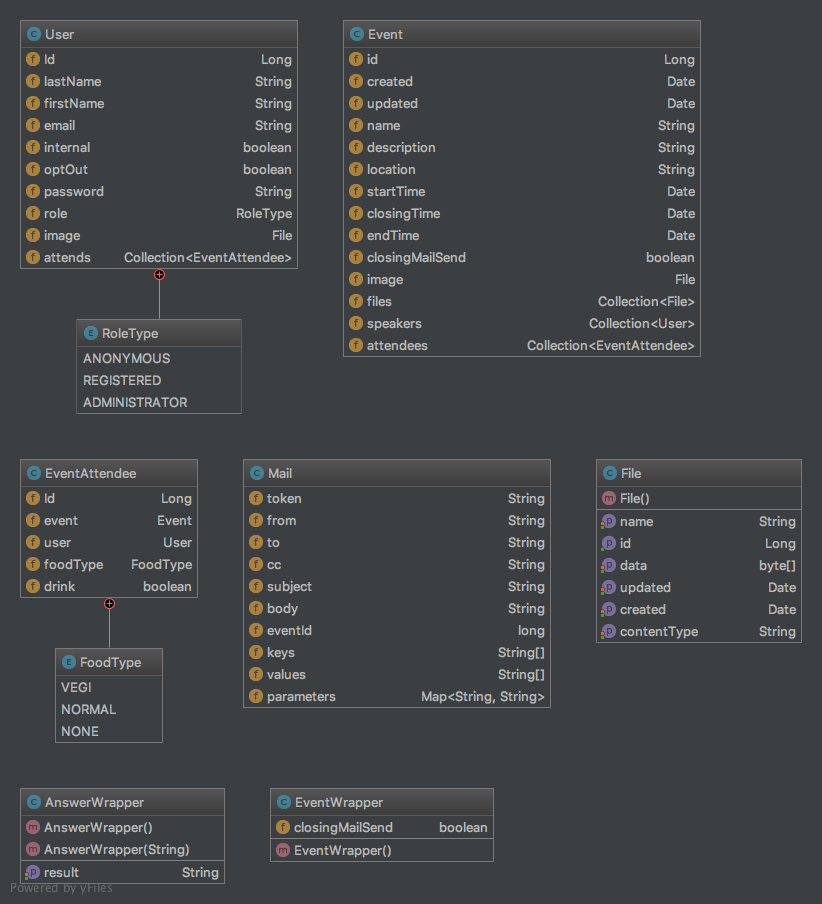 User
Id Long
lastName String
firstName String
email String
internal boolean
optOut boolean
password String
role RoleType
image File
attends Collection<EventAttendee>
RoleType
ANONYMOUS
REGISTERED
ADMINISTRATOR
Event
id Long
created Date
updated Date
name String
description String
location String
startTime Date
closingTime Date
endTime Date
closingMailSend boolean
image File
files Collection<File>
speakers Collection<User>
attendees Collection<EventAttendee>
EventAttendee
Id Long
event Event
user User
foodType FoodType
drink boolean
FoodType
VEGI
NORMAL
NONE
Mail
token String
from String
to String
cc String
subject String
body String
eventId long
keys String[]
values String[]
parameters Map<String, String>
File
File()
name String
id Long
data byte[]
updated Date
created Date
contentType String
AnswerWrapper
AnswerWrapper()
AnswerWrapper(String)
result String
EventWrapper
closingMailSend boolean
EventWrapper()
Powered by yFiles